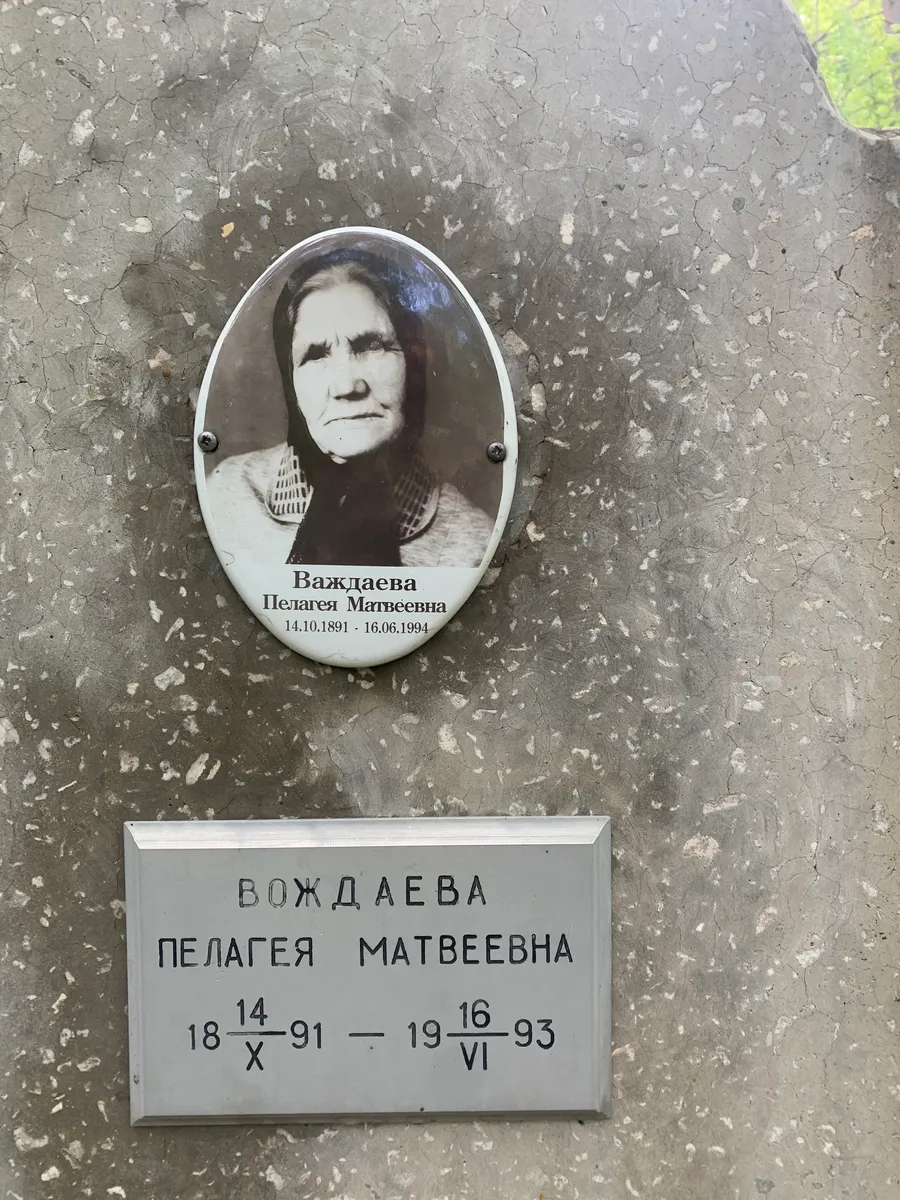 Важдаева
Пелагея Матвеевна
14.10.1891 - 16.06.1994
ВОЖДАЕВА
ПЕЛАГЕЯ МАТВЕЕВНА
18 14/X 91 — 19 16/VI 93